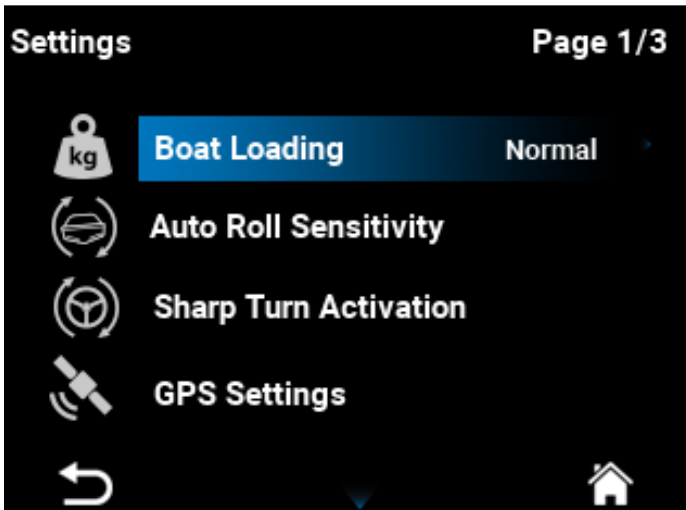 Settings
Page 1/3
kg
Boat Loading
Normal
Auto Roll Sensitivity
Sharp Turn Activation
GPS Settings